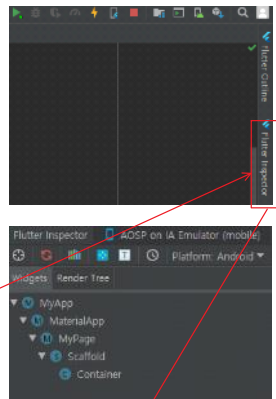 Flutter Outline
Flutter Inspector
Flutter Inspector AOSP on IA Emulator (mobile)
Platform: Android
Widgets Render Tree
MyApp
MaterialApp
MyPage
Scaffold
Container